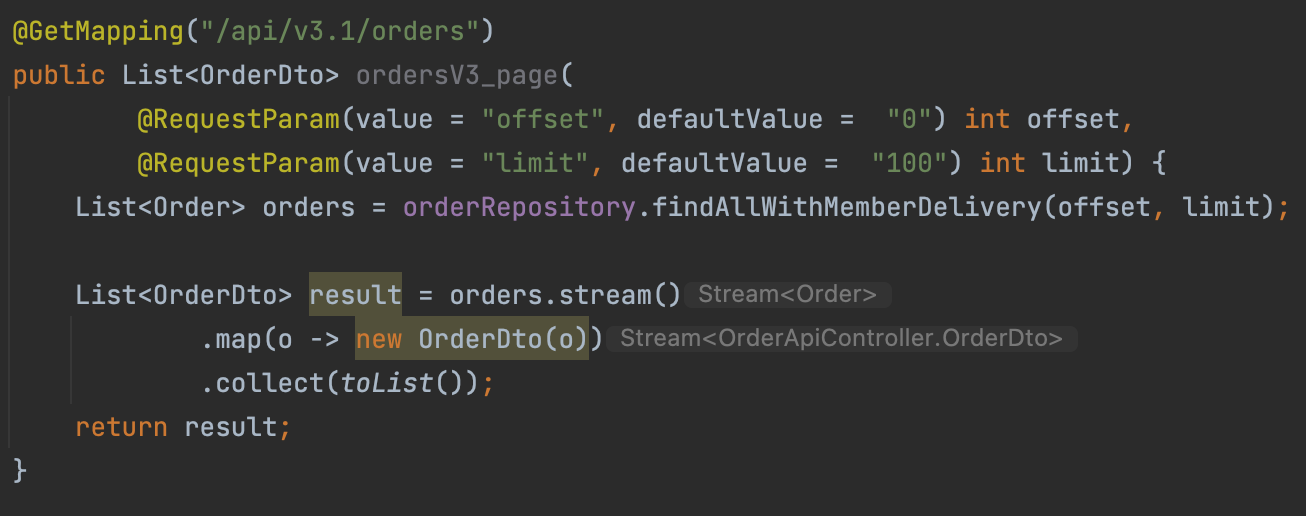 @GetMapping("/api/v3.1/orders")
public List<OrderDto> ordersV3_page(
@RequestParam(value = "offset", defaultValue =  "0") int offset,
@RequestParam(value = "limit", defaultValue =  "100") int limit) {
List<Order> orders = orderRepository.findAllWithMemberDelivery(offset, limit);
List<OrderDto> result = orders.stream() Stream<Order>
.map(o -> new OrderDto(o)) Stream<OrderApiController.OrderDto>
.collect(toList());
return result;
}